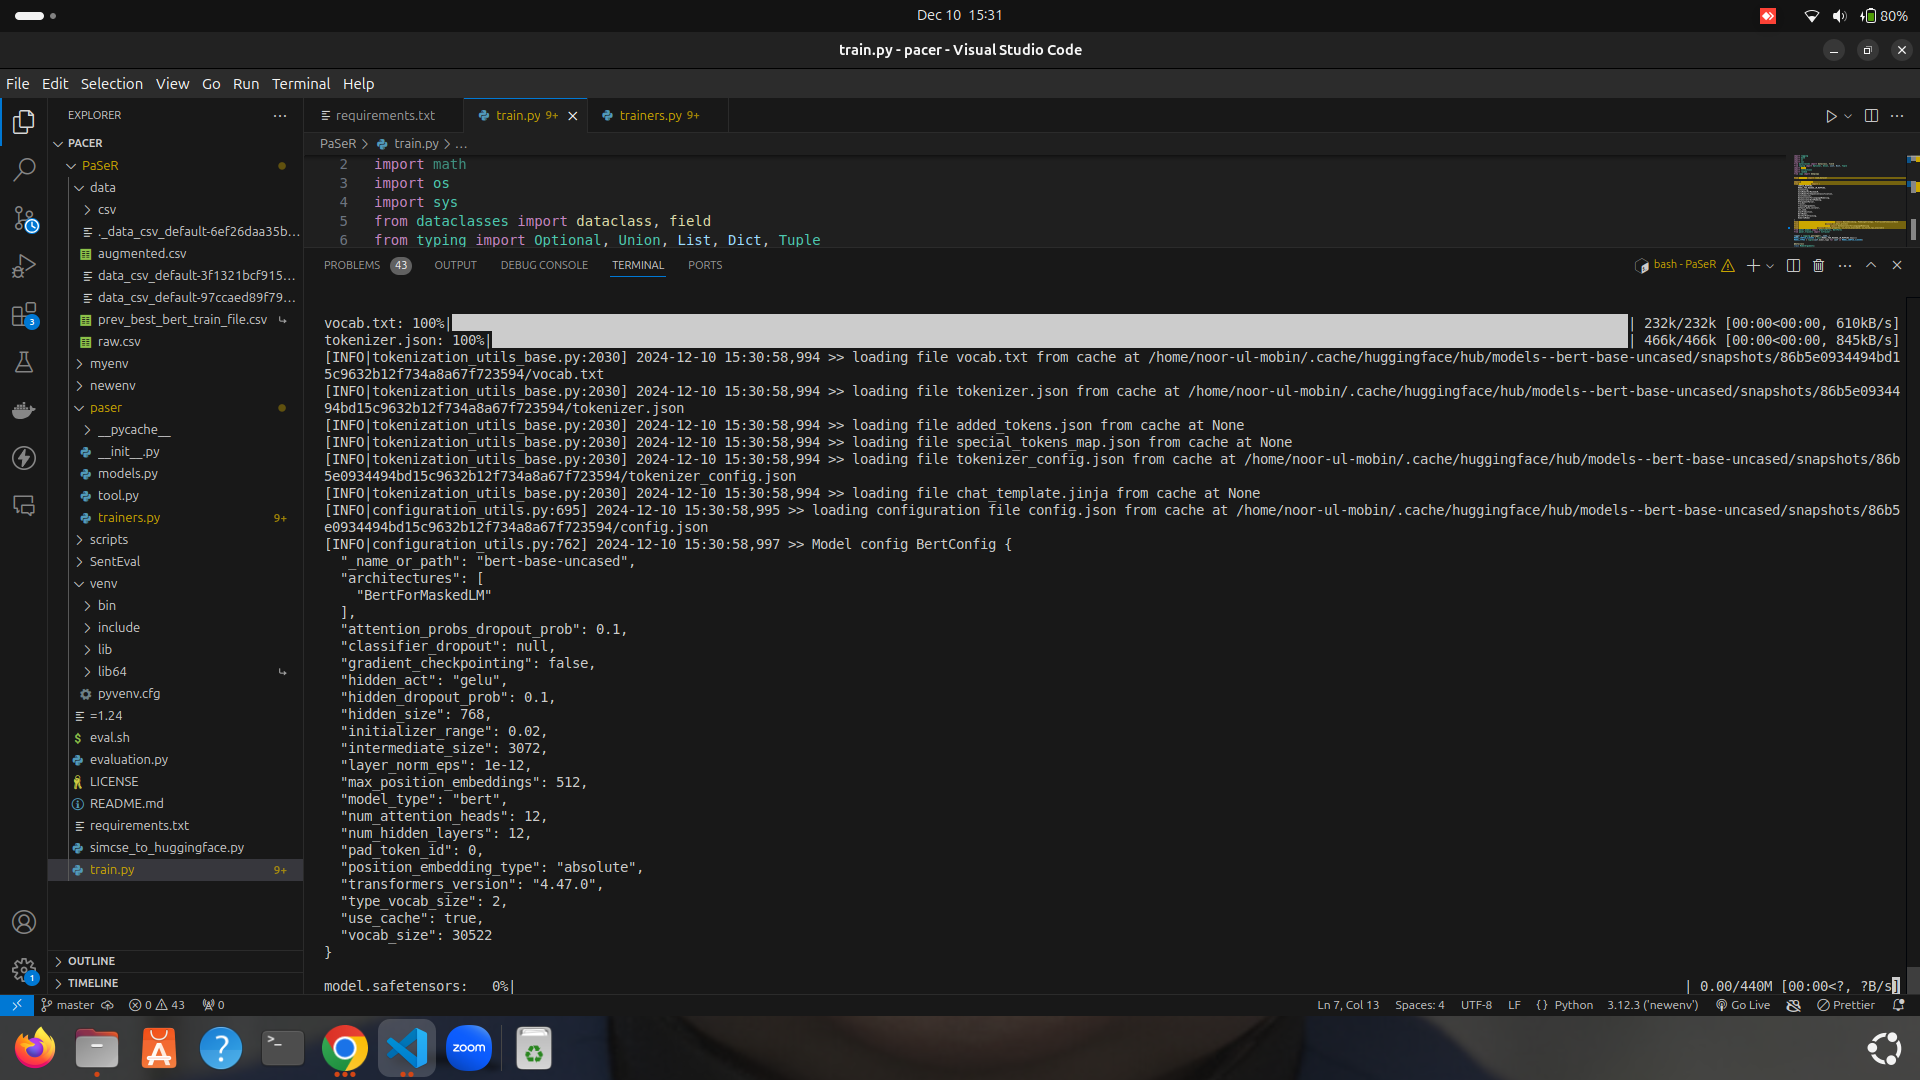 Dec 10 15:31
80%
train.py - pacer - Visual Studio Code
File Edit Selection View Go Run Terminal Help
EXPLORER
PACER
PaSeR
data
csv
._data_csv_default-6ef26daa35b...
augmented.csv
data_csv_default-3f1321bcf915...
data_csv_default-97ccaed89f79...
prev_best_bert_train_file.csv
raw.csv
myenv
newenv
paser
__pycache__
__init__.py
models.py
tool.py
trainers.py 9+
scripts
SentEval
venv
bin
include
lib
lib64
pyvenv.cfg
=1.24
eval.sh
evaluation.py
LICENSE
README.md
requirements.txt
simcse_to_huggingface.py
train.py 9+
OUTLINE
TIMELINE
3
1
requirements.txt train.py 9+ trainers.py 9+
PaSeR > train.py > ...
2 import math
3 import os
4 import sys
5 from dataclasses import dataclass, field
6 from typing import Optional, Union, List, Dict, Tuple
PROBLEMS 43 OUTPUT DEBUG CONSOLE TERMINAL PORTS
bash - PaSeR
vocab.txt: 100%| | 232k/232k [00:00<00:00, 610kB/s]
tokenizer.json: 100%| | 466k/466k [00:00<00:00, 845kB/s]
[INFO|tokenization_utils_base.py:2030] 2024-12-10 15:30:58,994 >> loading file vocab.txt from cache at /home/noor-ul-mobin/.cache/huggingface/hub/models--bert-base-uncased/snapshots/86b5e0934494bd1
5c9632b12f734a8a67f723594/vocab.txt
[INFO|tokenization_utils_base.py:2030] 2024-12-10 15:30:58,994 >> loading file tokenizer.json from cache at /home/noor-ul-mobin/.cache/huggingface/hub/models--bert-base-uncased/snapshots/86b5e09344
94bd15c9632b12f734a8a67f723594/tokenizer.json
[INFO|tokenization_utils_base.py:2030] 2024-12-10 15:30:58,994 >> loading file added_tokens.json from cache at None
[INFO|tokenization_utils_base.py:2030] 2024-12-10 15:30:58,994 >> loading file special_tokens_map.json from cache at None
[INFO|tokenization_utils_base.py:2030] 2024-12-10 15:30:58,994 >> loading file tokenizer_config.json from cache at /home/noor-ul-mobin/.cache/huggingface/hub/models--bert-base-uncased/snapshots/86b
5e0934494bd15c9632b12f734a8a67f723594/tokenizer_config.json
[INFO|tokenization_utils_base.py:2030] 2024-12-10 15:30:58,994 >> loading file chat_template.jinja from cache at None
[INFO|configuration_utils.py:695] 2024-12-10 15:30:58,995 >> loading configuration file config.json from cache at /home/noor-ul-mobin/.cache/huggingface/hub/models--bert-base-uncased/snapshots/86b5
e0934494bd15c9632b12f734a8a67f723594/config.json
[INFO|configuration_utils.py:762] 2024-12-10 15:30:58,997 >> Model config BertConfig {
"_name_or_path": "bert-base-uncased",
"architectures": [
"BertForMaskedLM"
],
"attention_probs_dropout_prob": 0.1,
"classifier_dropout": null,
"gradient_checkpointing": false,
"hidden_act": "gelu",
"hidden_dropout_prob": 0.1,
"hidden_size": 768,
"initializer_range": 0.02,
"intermediate_size": 3072,
"layer_norm_eps": 1e-12,
"max_position_embeddings": 512,
"model_type": "bert",
"num_attention_heads": 12,
"num_hidden_layers": 12,
"pad_token_id": 0,
"position_embedding_type": "absolute",
"transformers_version": "4.47.0",
"type_vocab_size": 2,
"use_cache": true,
"vocab_size": 30522
}
model.safetensors: 0%| | 0.00/440M [00:00<?, ?B/s]
master 0 43 0 Ln 7, Col 13 Spaces: 4 UTF-8 LF {} Python 3.12.3 ('newenv') Go Live Prettier
zoom